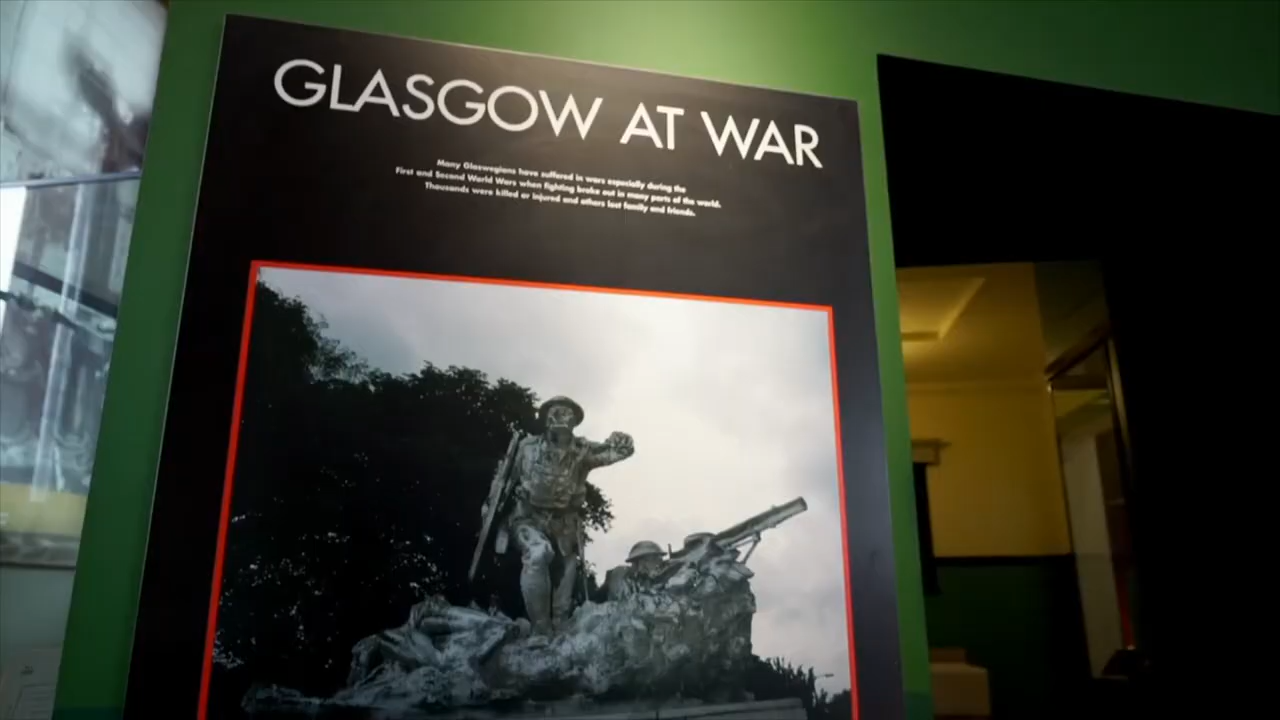 GLASGOW AT WAR
Many Glaswegians have suffered in wars especially during the
First and Second World Wars when fighting broke out in many parts of the world.
Thousands were killed or injured and others lost family and friends.